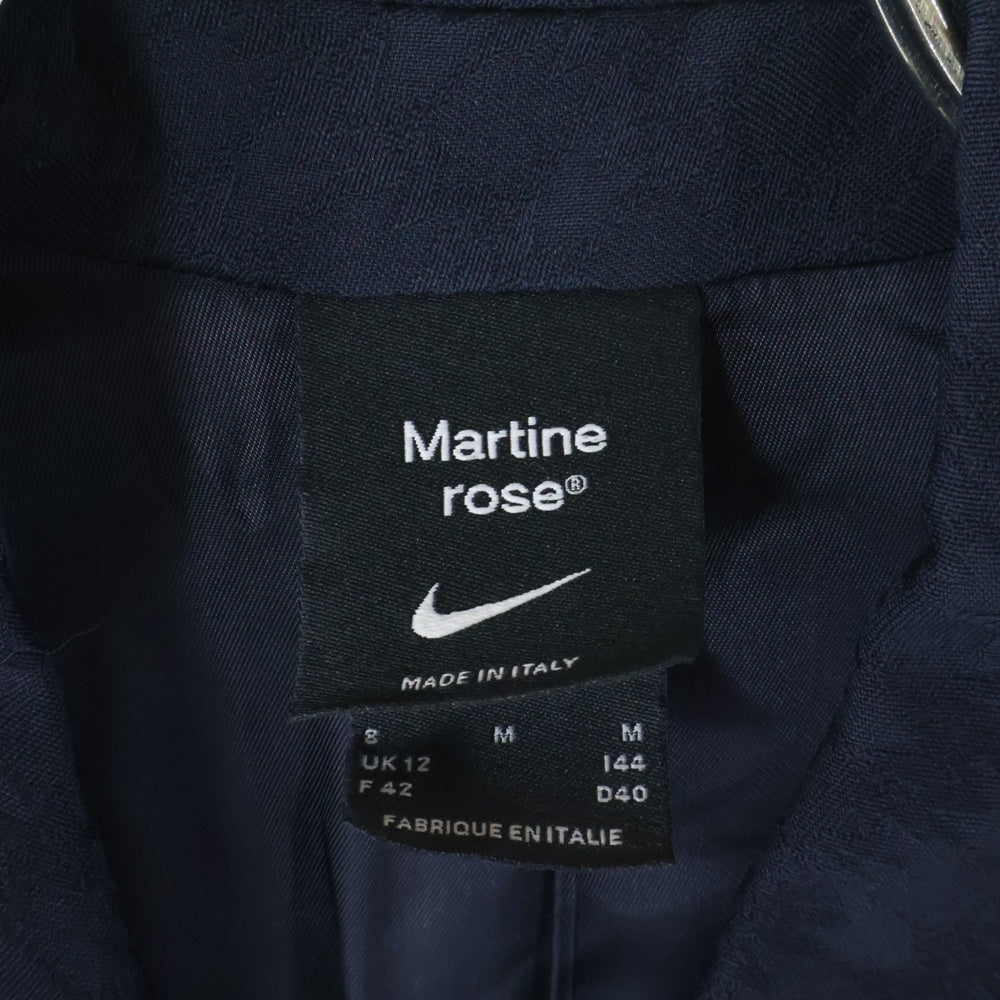 Martine
rose®
MADE IN ITALY
8 M M
UK 12 I44
F 42 D40
FABRIQUE EN ITALIE